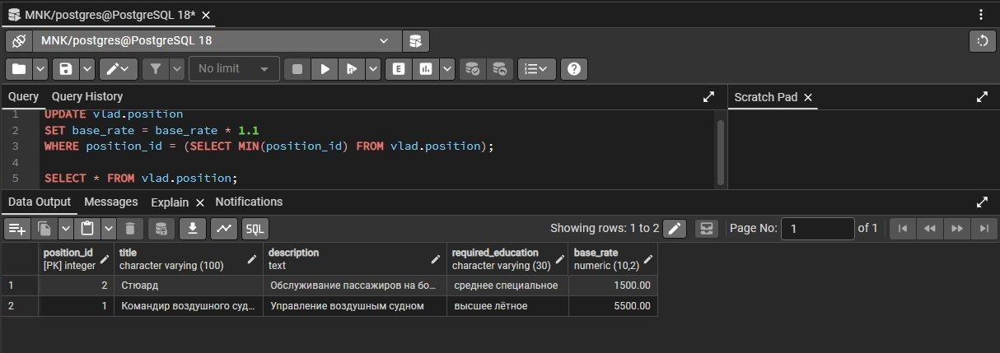 MNK/postgres@PostgreSQL 18*
MNK/postgres@PostgreSQL 18
No limit
E
Query Query History
Scratch Pad
1 UPDATE vlad.position
2 SET base_rate = base_rate * 1.1
3 WHERE position_id = (SELECT MIN(position_id) FROM vlad.position);
4
5 SELECT * FROM vlad.position;
Data Output Messages Explain Notifications
SQL Showing rows: 1 to 2 Page No: 1 of 1
position_id title description required_education base_rate
[PK] integer character varying (100) text character varying (30) numeric (10,2)
1 2 Стюард Обслуживание пассажиров на бо... среднее специальное 1500.00
2 1 Командир воздушного суд... Управление воздушным судном высшее лётное 5500.00